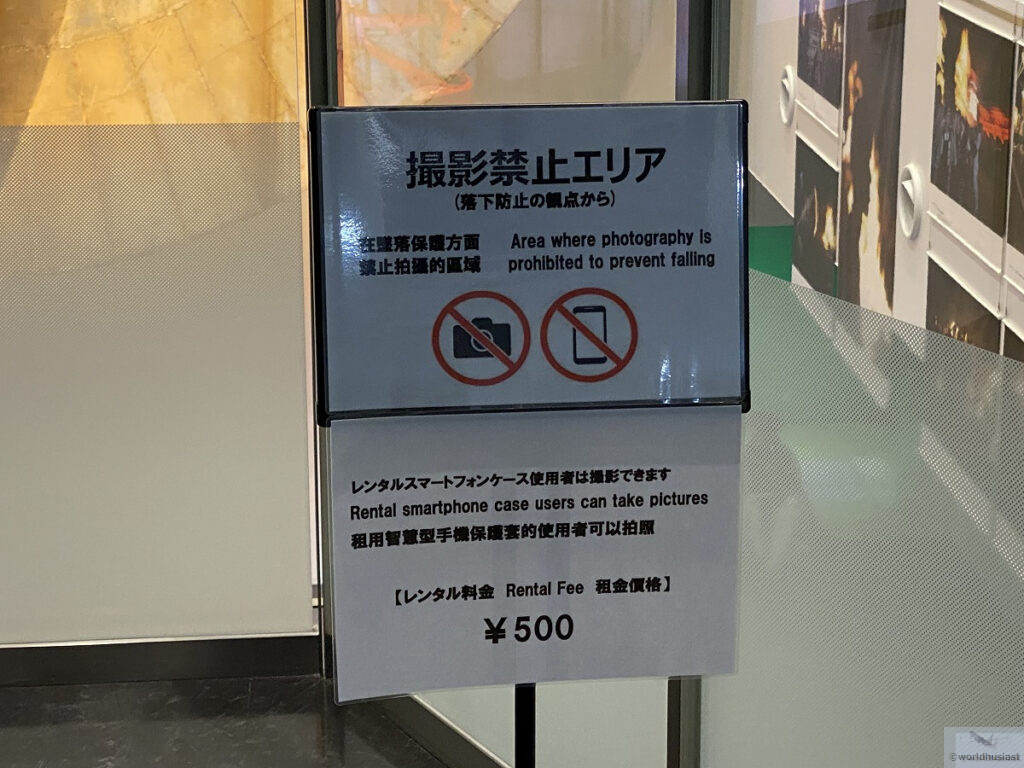 撮影禁止エリア
(落下防止の観点から)
在墜落保護方面
禁止拍攝的區域
Area where photography is
prohibited to prevent falling
レンタルスマートフォンケース使用者は撮影できます
Rental smartphone case users can take pictures
租用智慧型手機保護套的使用者可以拍照
【レンタル料金 Rental Fee 租金價格】
¥500
©worldhusiast